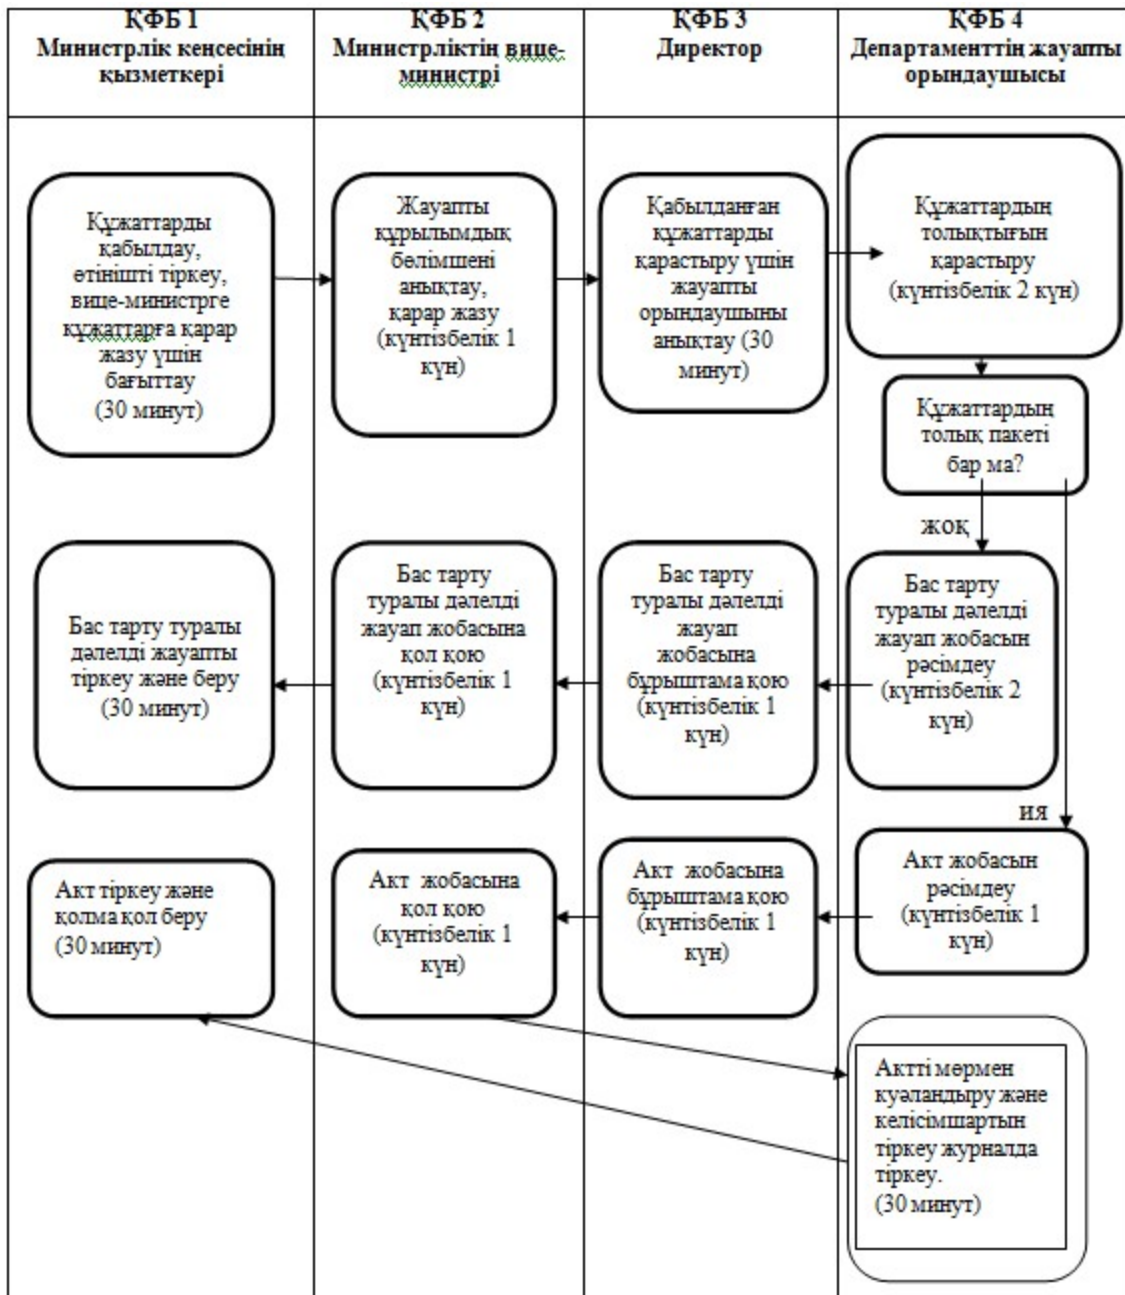 ҚФБ 1
Министрлік кеңсесінің
қызметкері
ҚФБ 2
Министрліктің вице-
министрі
ҚФБ 3
Директор
ҚФБ 4
Департаменттің жауапты
орындаушысы
Құжаттарды
қабылдау,
өтінішті тіркеу,
вице-министрге
құжаттарға қарар
жазу үшін
бағыттау
(30 минут)
Жауапты
құрылымдық
бөлімшені
анықтау,
қарар жазу
(күнтізбелік 1
күн)
Қабылданған
құжаттарды
қарастыру үшін
жауапты
орындаушыны
анықтау (30
минут)
Құжаттардың
толықтығын
қарастыру
(күнтізбелік 2 күн)
Құжаттардың
толық пакеті
бар ма?
жоқ
Бас тарту туралы
дәлелді жауапты
тіркеу және беру
(30 минут)
Бас тарту
туралы дәлелді
жауап жобасына
қол қою
(күнтізбелік 1
күн)
Бас тарту
туралы дәлелді
жауап
жобасына
бұрыштама қою
(күнтізбелік 1
күн)
Бас тарту
туралы дәлелді
жауап жобасын
рәсімдеу
(күнтізбелік 2
күн)
ия
Акт тіркеу және
қолма қол беру
(30 минут)
Акт жобасына
қол қою
(күнтізбелік 1
күн)
Акт жобасына
бұрыштама қою
(күнтізбелік 1
күн)
Акт жобасын
рәсімдеу
(күнтізбелік 1
күн)
Актті мөрмен
куәландыру және
келісімшартын
тіркеу журналда
тіркеу.
(30 минут)